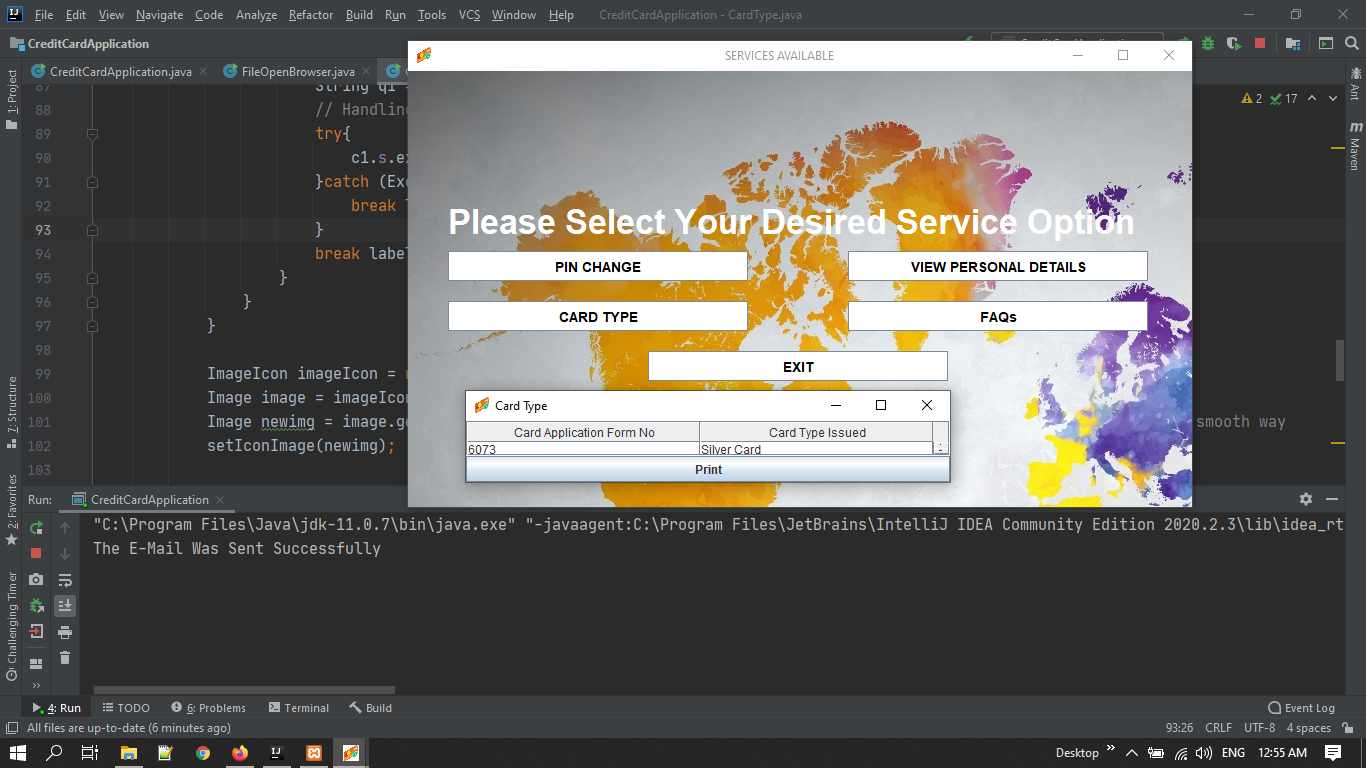 File Edit View Navigate Code Analyze Refactor Build Run Tools VCS Window Help CreditCardApplication - CardType.java
CreditCardApplication
CreditCardApplication.java
FileOpenBrowser.java
SERVICES AVAILABLE
1: Project
7: Structure
2: Favorites
Challenging Timer
Ant
Maven
2 17
87 String q1
88 // Handling
89 try{
90 c1.s.ex
91 }catch (Exc
92 break
93 }
94 break label
95 }
96 }
97 }
98
99 ImageIcon imageIcon =
100 Image image = imageIcon
101 Image newimg = image.ge smooth way
102 setIconImage(newimg);
103
Please Select Your Desired Service Option
PIN CHANGE
VIEW PERSONAL DETAILS
CARD TYPE
FAQs
EXIT
Card Type
Card Application Form No Card Type Issued
6073 Silver Card
Print
Run: CreditCardApplication
"C:\Program Files\Java\jdk-11.0.7\bin\java.exe" "-javaagent:C:\Program Files\JetBrains\IntelliJ IDEA Community Edition 2020.2.3\lib\idea_rt
The E-Mail Was Sent Successfully
4: Run TODO 6: Problems Terminal Build Event Log
All files are up-to-date (6 minutes ago) 93:26 CRLF UTF-8 4 spaces
Desktop ENG 12:55 AM